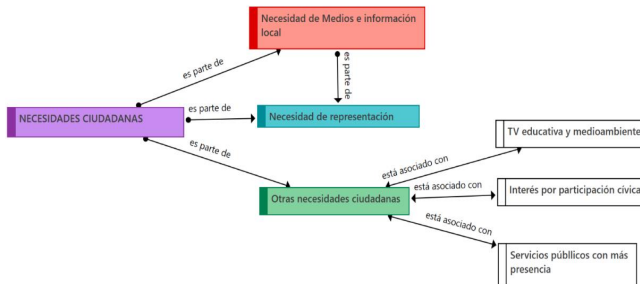 Necesidad de Medios e información
local
es parte de
es parte de
NECESIDADES CIUDADANAS
es parte de
Necesidad de representación
es parte de
TV educativa y medioambiente
está asociado con
Otras necesidades ciudadanas
está asociado con
Interés por participación cívica
está asociado con
Servicios públlicos con más
presencia